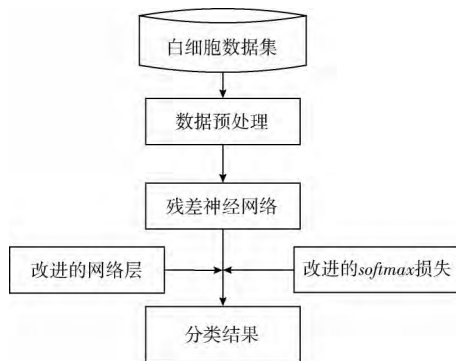 白细胞数据集
数据预处理
残差神经网络
改进的网络层
改进的softmax损失
分类结果